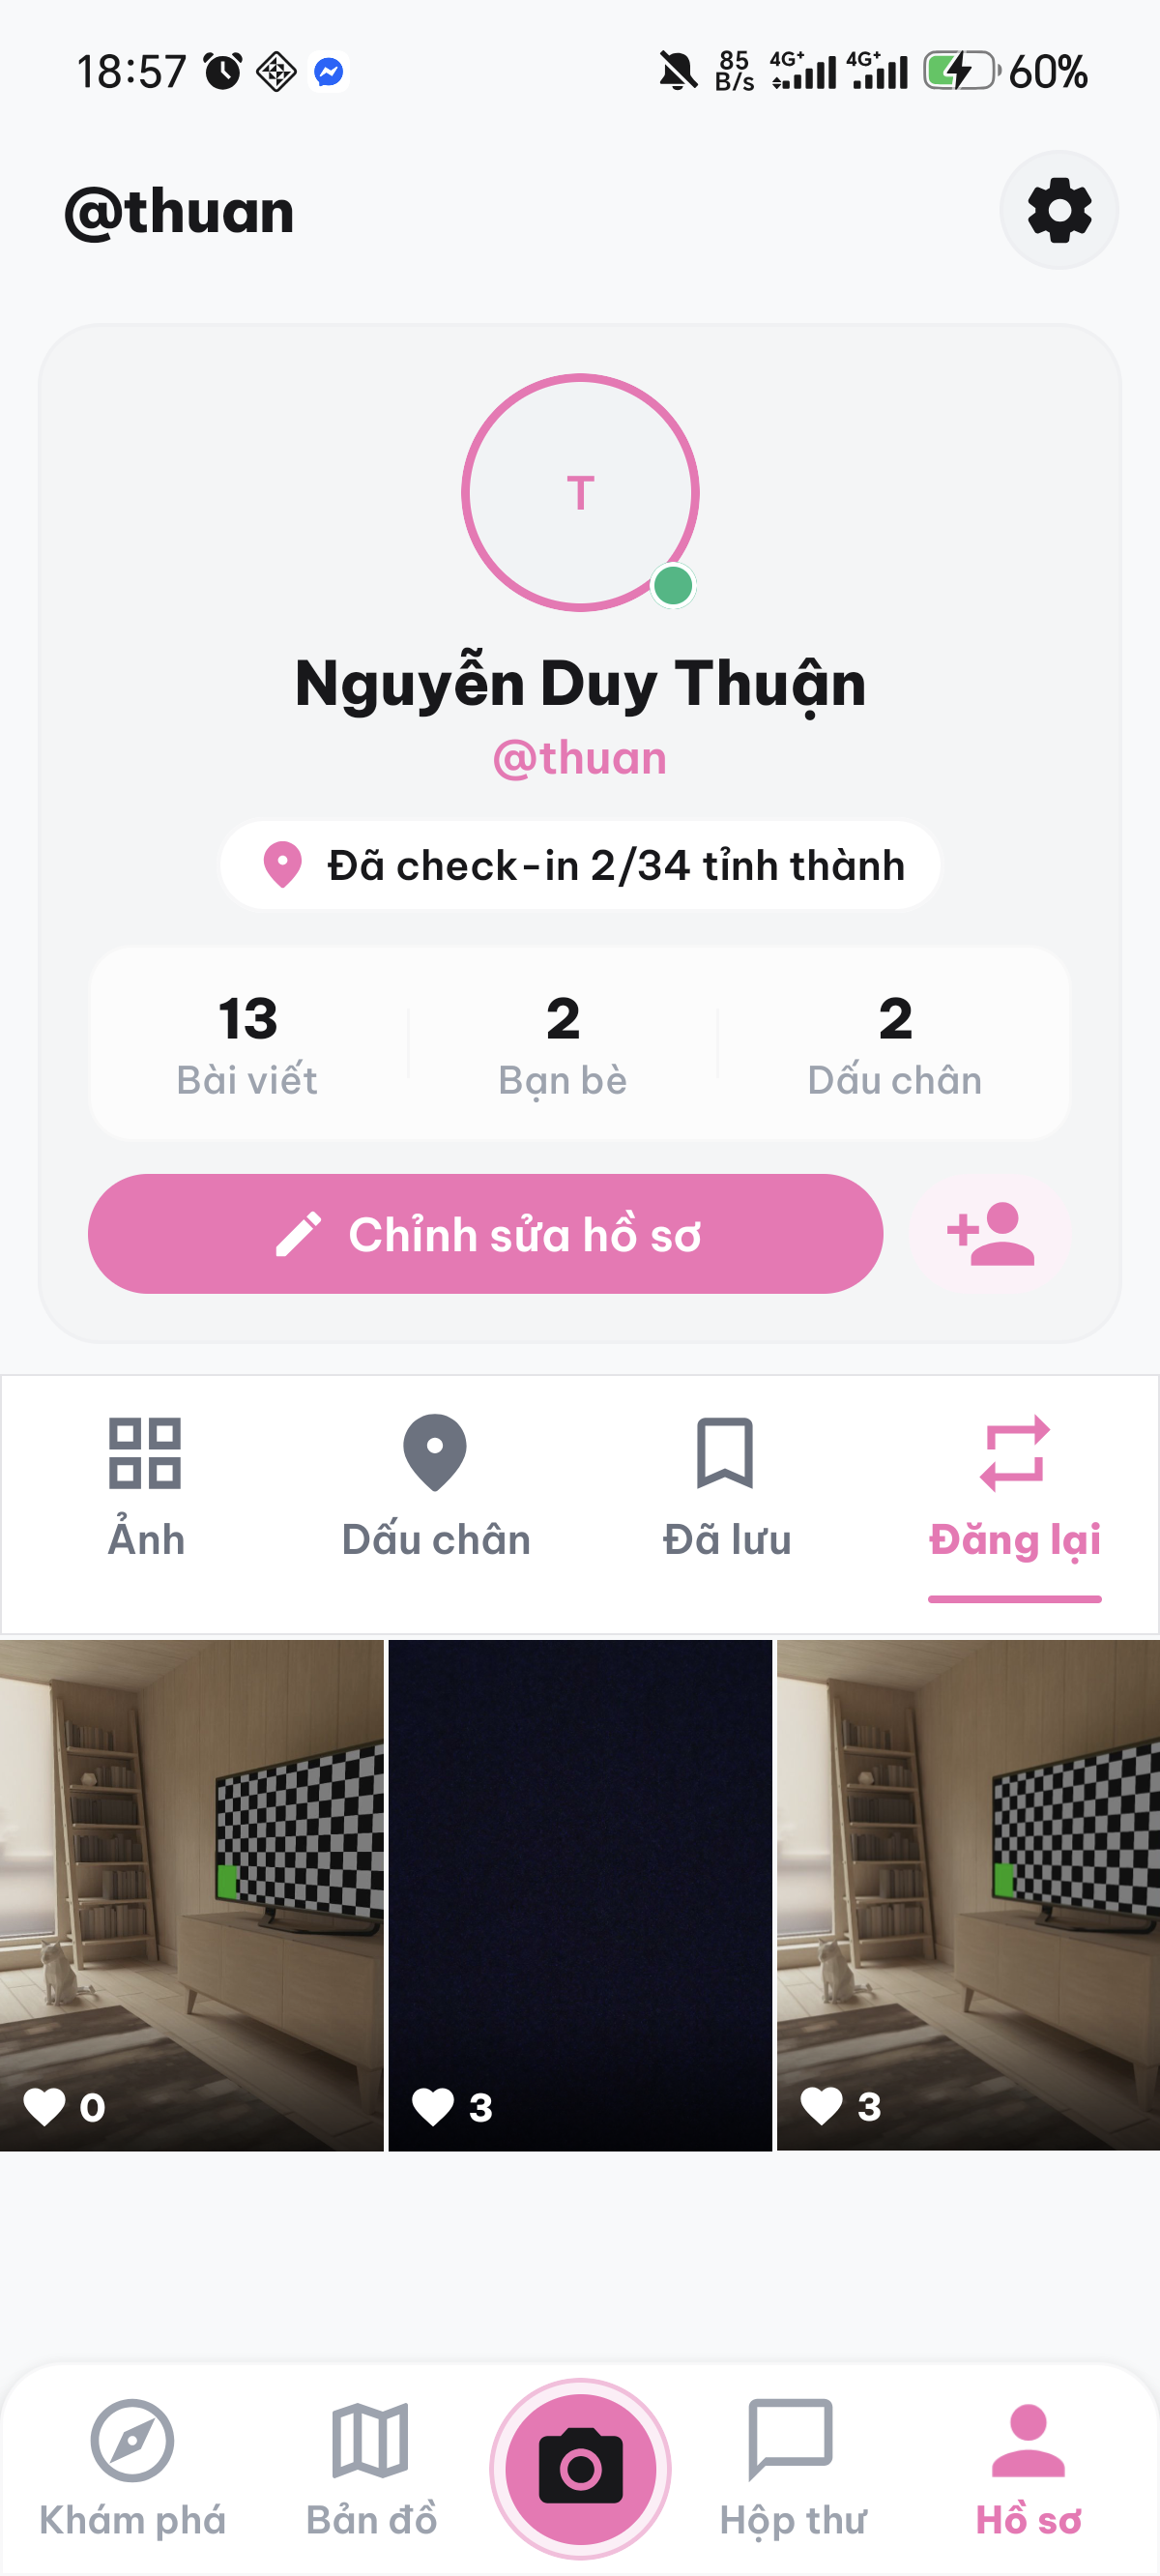 18:57 85 B/s 4G+ 4G+ 60%
@thuan
T
Nguyễn Duy Thuận
@thuan
Đã check-in 2/34 tỉnh thành
13 2 2
Bài viết Bạn bè Dấu chân
Chỉnh sửa hồ sơ
Ảnh Dấu chân Đã lưu Đăng lại
0 3 3
Khám phá Bản đồ Hộp thư Hồ sơ